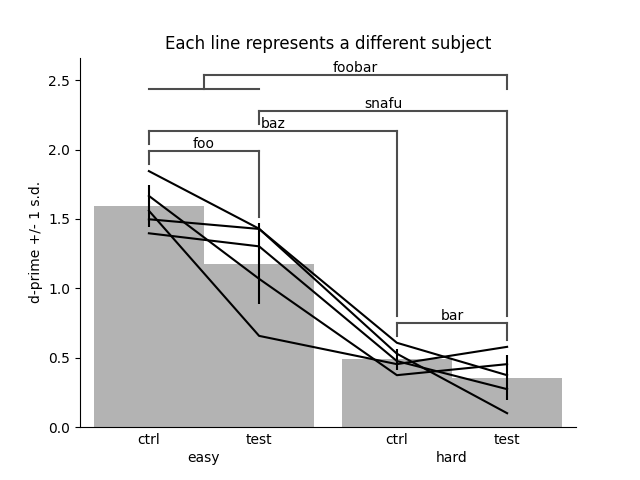 Each line represents a different subject
foobar
snafu
baz
foo
bar
d-prime +/- 1 s.d.
2.5
2.0
1.5
1.0
0.5
0.0
ctrl test ctrl test
easy hard